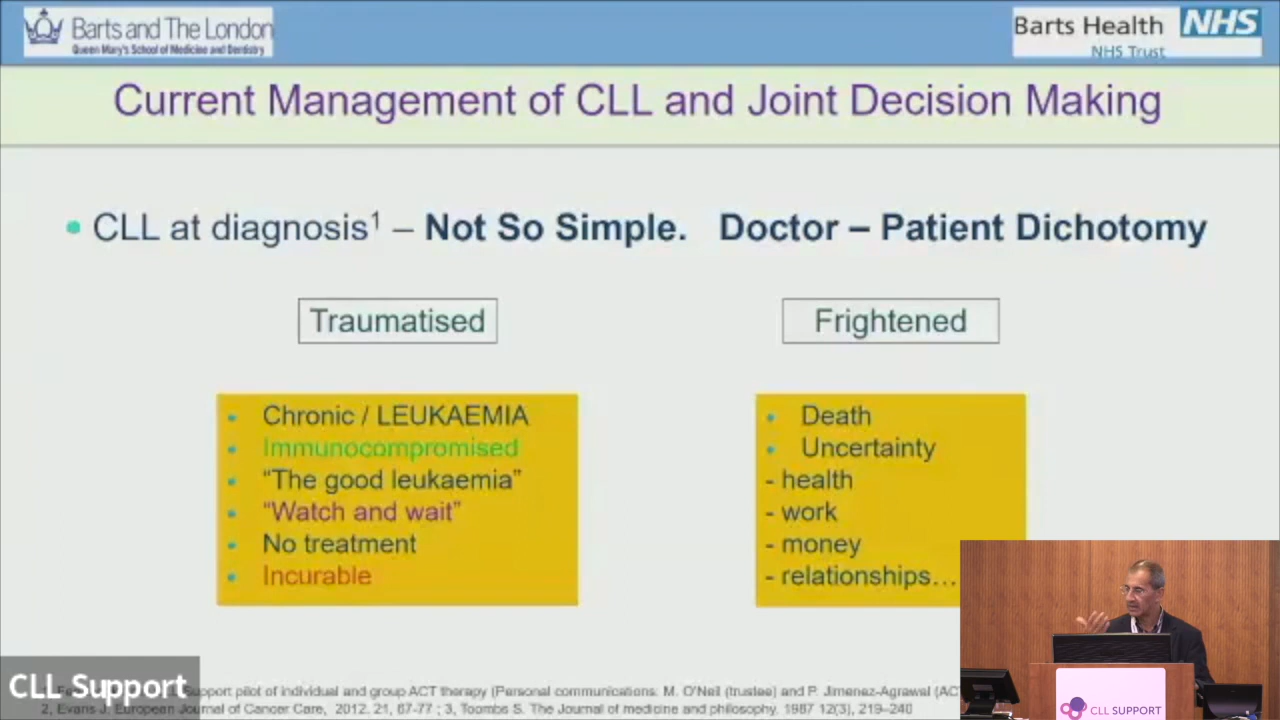 Barts and The London
Queen Mary's School of Medicine and Dentistry
Barts Health NHS
NHS Trust
Current Management of CLL and Joint Decision Making
• CLL at diagnosis¹ – Not So Simple. Doctor – Patient Dichotomy
Traumatised
Frightened
• Chronic / LEUKAEMIA
• Immunocompromised
• “The good leukaemia”
• “Watch and wait”
• No treatment
• Incurable
• Death
• Uncertainty
- health
- work
- money
- relationships…
CLL Support
Support pilot of individual and group ACT therapy (Personal communications: M. O'Neil (trustee) and P. Jimenez-Agrawal (AC
2, Evans J. European Journal of Cancer Care, 2012, 21, 67-77 ; 3, Toombs S. The Journal of medicine and philosophy. 1987 12(3), 219–240
CLL SUPPORT